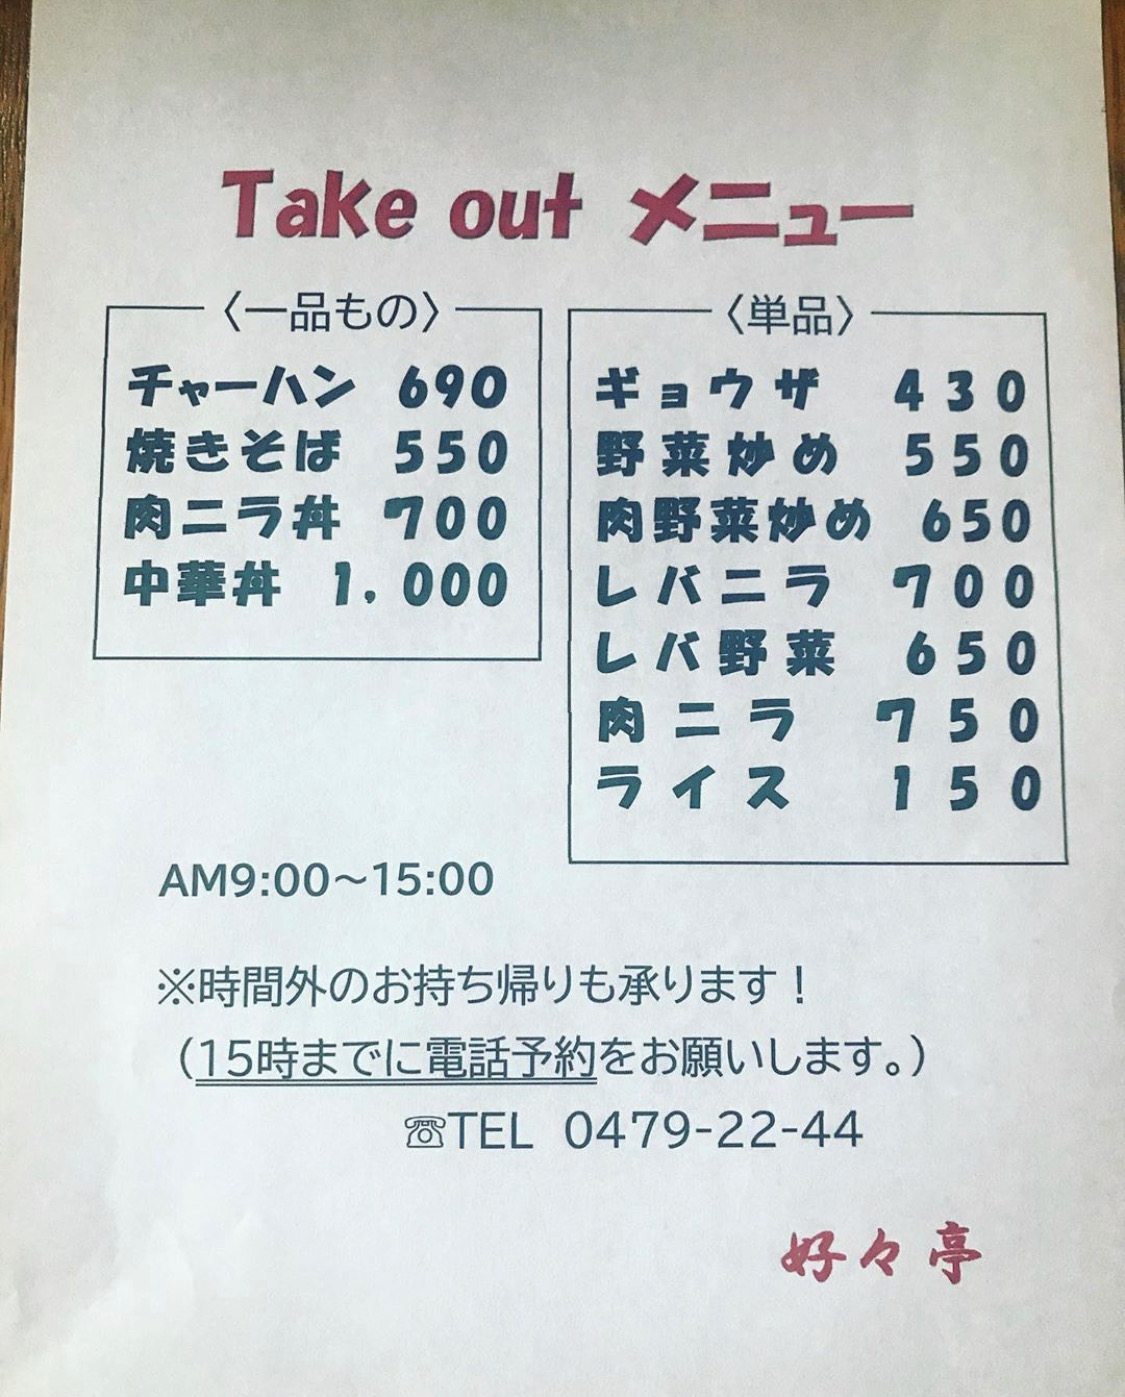 Take out メニュー
〈一品もの〉
チャーハン 690
焼きそば 550
肉ニラ丼 700
中華丼 1,000
〈単品〉
ギョウザ 430
野菜炒め 550
肉野菜炒め 650
レバニラ 700
レバ野菜 650
肉ニラ 750
ライス 150
AM9:00～15:00
※時間外のお持ち帰りも承ります！
（15時までに電話予約をお願いします。）
☎TEL 0479-22-44
好々亭